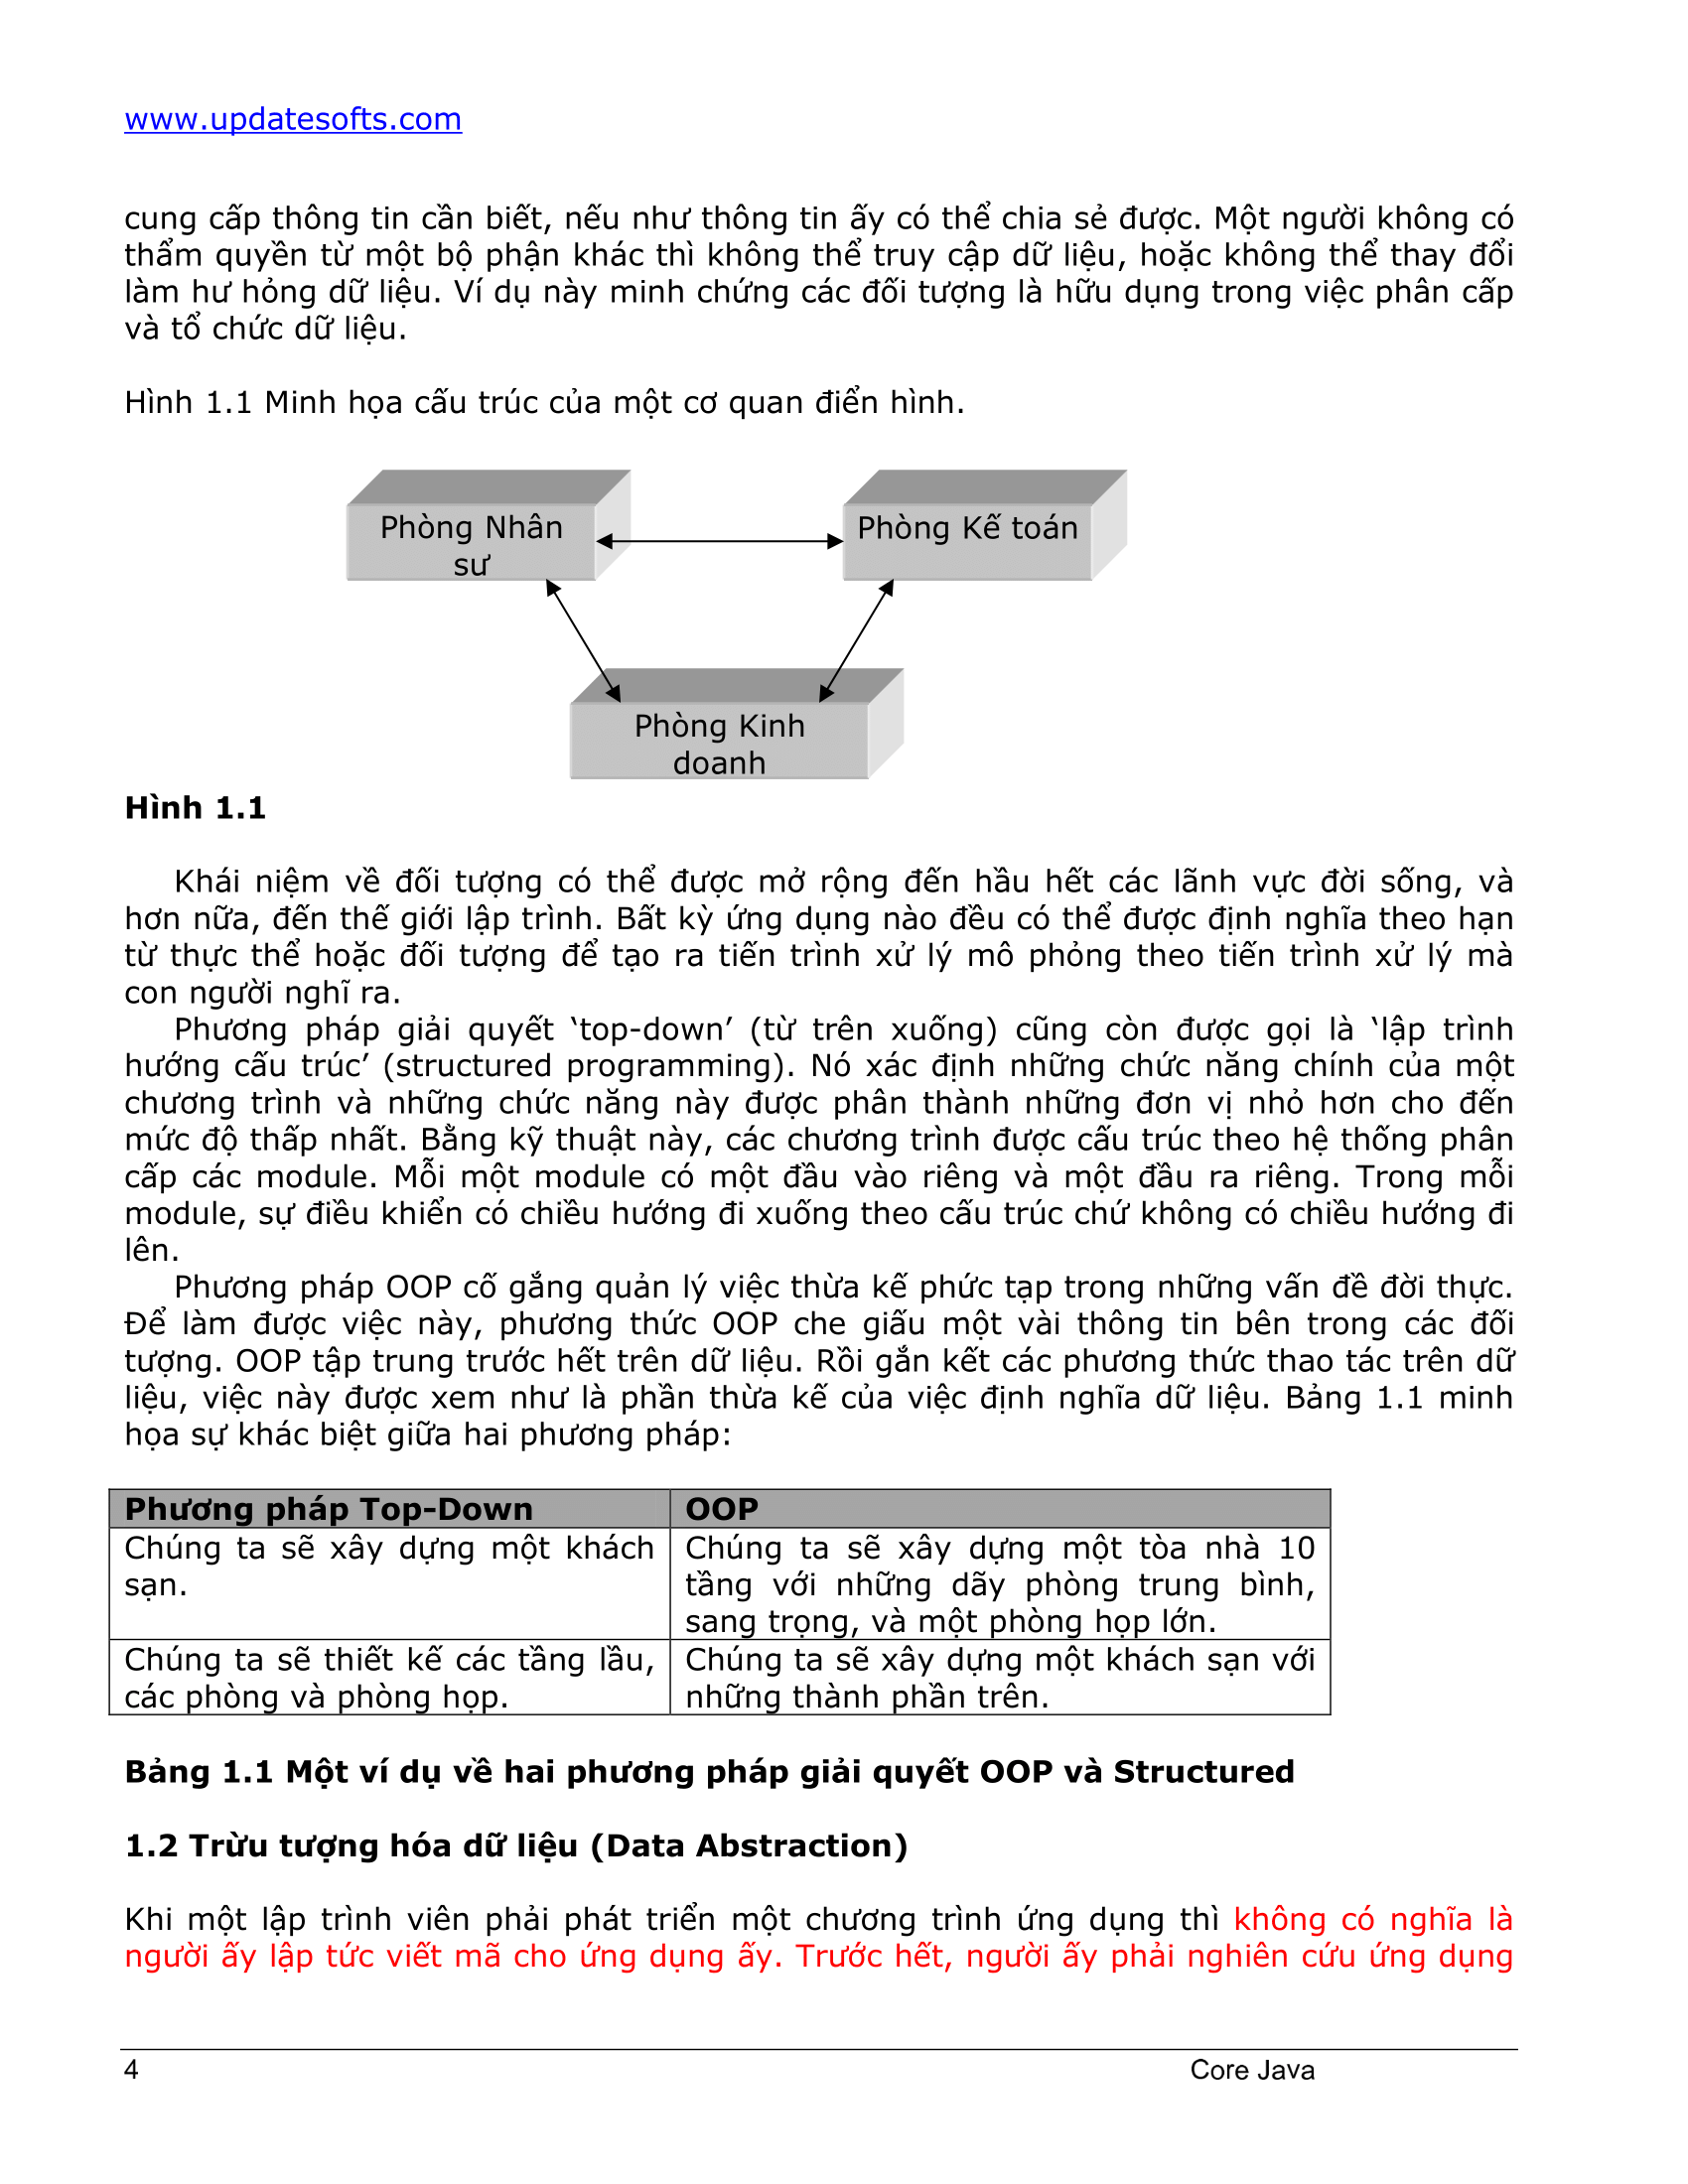 www.updatesofts.com
cung cấp thông tin cần biết, nếu như thông tin ấy có thể chia sẻ được. Một người không có
thẩm quyền từ một bộ phận khác thì không thể truy cập dữ liệu, hoặc không thể thay đổi
làm hư hỏng dữ liệu. Ví dụ này minh chứng các đối tượng là hữu dụng trong việc phân cấp
và tổ chức dữ liệu.
Hình 1.1 Minh họa cấu trúc của một cơ quan điển hình.
Phòng Nhân
sư
Phòng Kế toán
Phòng Kinh
doanh
Hình 1.1
Khái niệm về đối tượng có thể được mở rộng đến hầu hết các lãnh vực đời sống, và
hơn nữa, đến thế giới lập trình. Bất kỳ ứng dụng nào đều có thể được định nghĩa theo hạn
từ thực thể hoặc đối tượng để tạo ra tiến trình xử lý mô phỏng theo tiến trình xử lý mà
con người nghĩ ra.
Phương pháp giải quyết ‘top-down’ (từ trên xuống) cũng còn được gọi là ‘lập trình
hướng cấu trúc’ (structured programming). Nó xác định những chức năng chính của một
chương trình và những chức năng này được phân thành những đơn vị nhỏ hơn cho đến
mức độ thấp nhất. Bằng kỹ thuật này, các chương trình được cấu trúc theo hệ thống phân
cấp các module. Mỗi một module có một đầu vào riêng và một đầu ra riêng. Trong mỗi
module, sự điều khiển có chiều hướng đi xuống theo cấu trúc chứ không có chiều hướng đi
lên.
Phương pháp OOP cố gắng quản lý việc thừa kế phức tạp trong những vấn đề đời thực.
Để làm được việc này, phương thức OOP che giấu một vài thông tin bên trong các đối
tượng. OOP tập trung trước hết trên dữ liệu. Rồi gắn kết các phương thức thao tác trên dữ
liệu, việc này được xem như là phần thừa kế của việc định nghĩa dữ liệu. Bảng 1.1 minh
họa sự khác biệt giữa hai phương pháp:
Phương pháp Top-Down
OOP
Chúng ta sẽ xây dựng một khách
sạn.
Chúng ta sẽ xây dựng một tòa nhà 10
tầng với những dãy phòng trung bình,
sang trọng, và một phòng họp lớn.
Chúng ta sẽ thiết kế các tầng lầu,
các phòng và phòng họp.
Chúng ta sẽ xây dựng một khách sạn với
những thành phần trên.
Bảng 1.1 Một ví dụ về hai phương pháp giải quyết OOP và Structured
1.2 Trừu tượng hóa dữ liệu (Data Abstraction)
Khi một lập trình viên phải phát triển một chương trình ứng dụng thì không có nghĩa là
người ấy lập tức viết mã cho ứng dụng ấy. Trước hết, người ấy phải nghiên cứu ứng dụng
4
Core Java